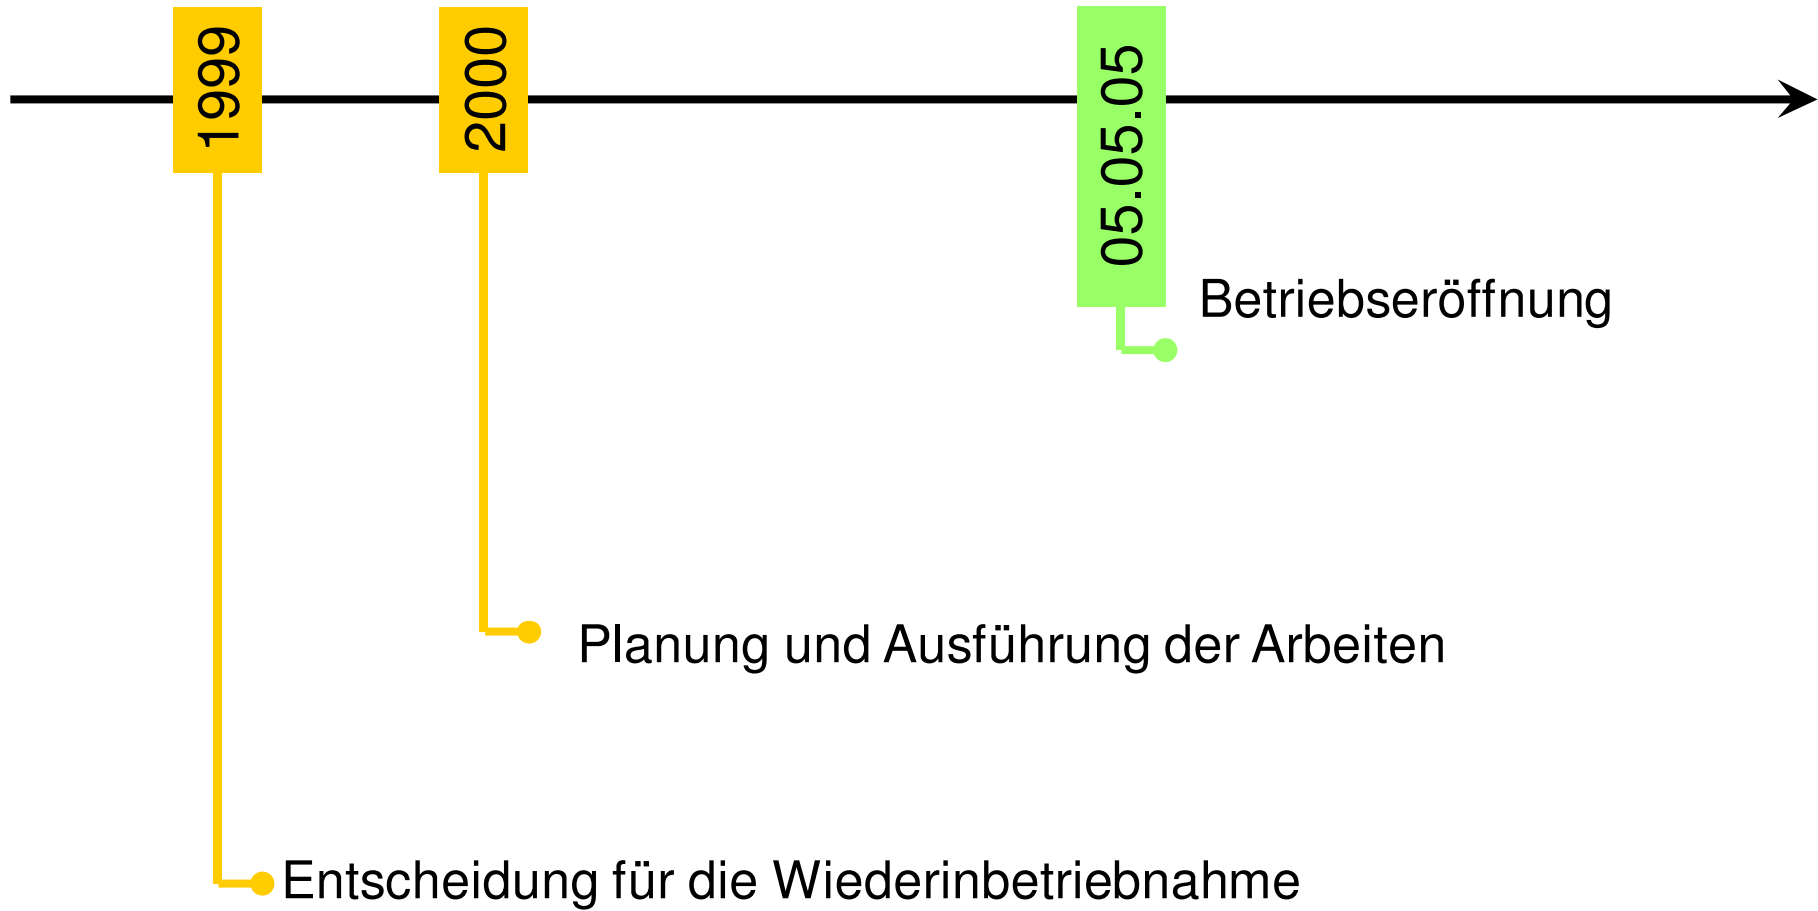 1999
2000
05.05.05
Betriebseröffnung
Planung und Ausführung der Arbeiten
Entscheidung für die Wiederinbetriebnahme